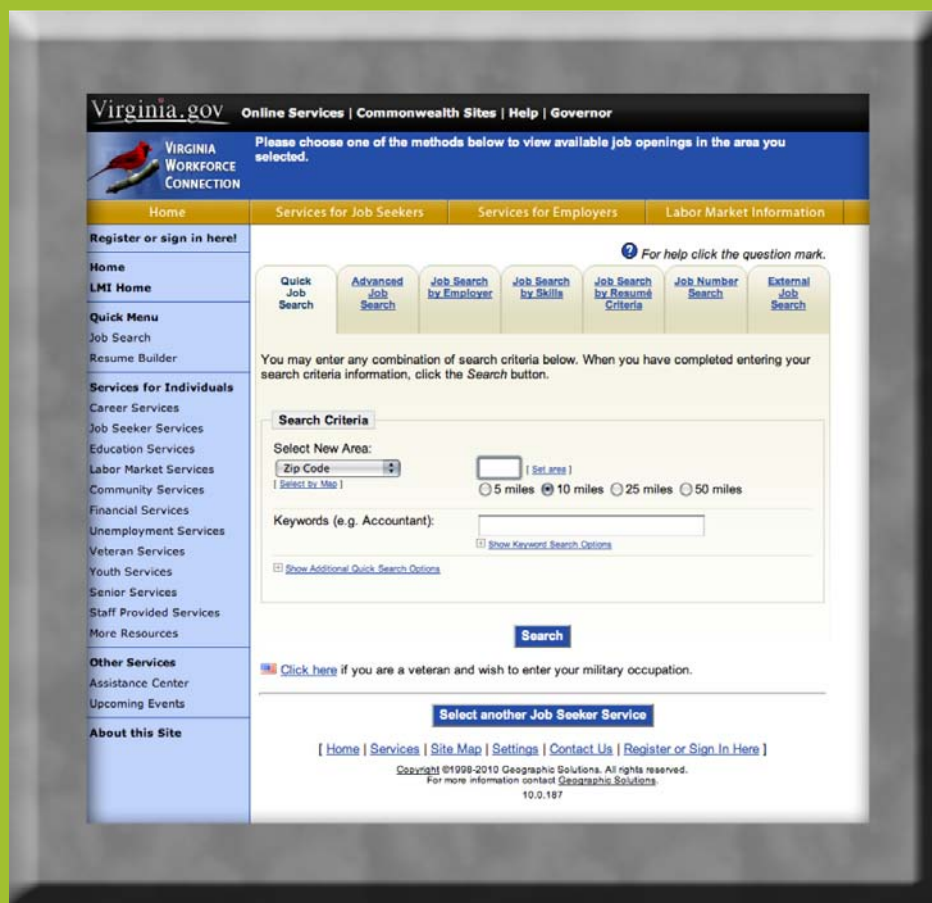 Virginia.gov Online Services | Commonwealth Sites | Help | Governor
VIRGINIA
WORKFORCE
CONNECTION
Please choose one of the methods below to view available job openings in the area you
selected.
Home Services for Job Seekers Services for Employers Labor Market Information
Register or sign in here!
Home
LMI Home
Quick Menu
Job Search
Resume Builder
Services for Individuals
Career Services
Job Seeker Services
Education Services
Labor Market Services
Community Services
Financial Services
Unemployment Services
Veteran Services
Youth Services
Senior Services
Staff Provided Services
More Resources
Other Services
Assistance Center
Upcoming Events
About this Site
? For help click the question mark.
Quick
Job
Search
Advanced
Job
Search
Job Search
by Employer
Job Search
by Skills
Job Search
by Resumé
Criteria
Job Number
Search
External
Job
Search
You may enter any combination of search criteria below. When you have completed entering your
search criteria information, click the Search button.
Search Criteria
Select New Area:
Zip Code
[ Set area ]
[ Select by Map ]
5 miles 10 miles 25 miles 50 miles
Keywords (e.g. Accountant):
Show Keyword Search Options
Show Additional Quick Search Options
Search
Click here if you are a veteran and wish to enter your military occupation.
Select another Job Seeker Service
[ Home | Services | Site Map | Settings | Contact Us | Register or Sign In Here ]
Copyright ©1998-2010 Geographic Solutions. All rights reserved.
For more information contact Geographic Solutions.
10.0.187